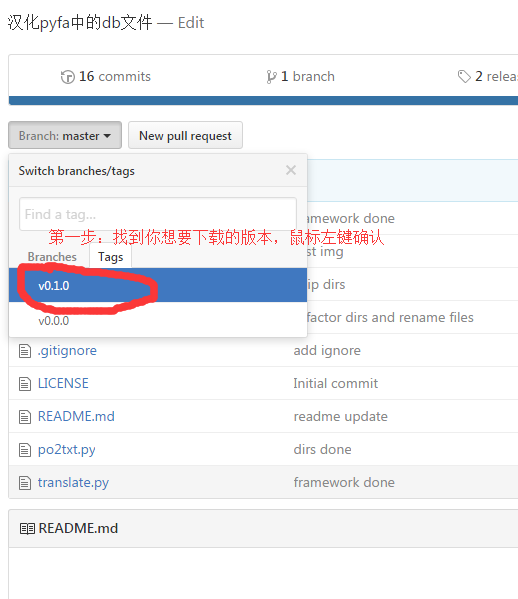 汉化pyfa中的db文件 — Edit
16 commits
1 branch
2 relea
Branch: master
New pull request
Switch branches/tags
Find a tag...
第一步：找到你想要下载的版本，鼠标左键确认
Branches
Tags
v0.1.0
v0.0.0
mework done
st img
ip dirs
factor dirs and rename files
.gitignore
add ignore
LICENSE
Initial commit
README.md
readme update
po2txt.py
dirs done
translate.py
framework done
README.md